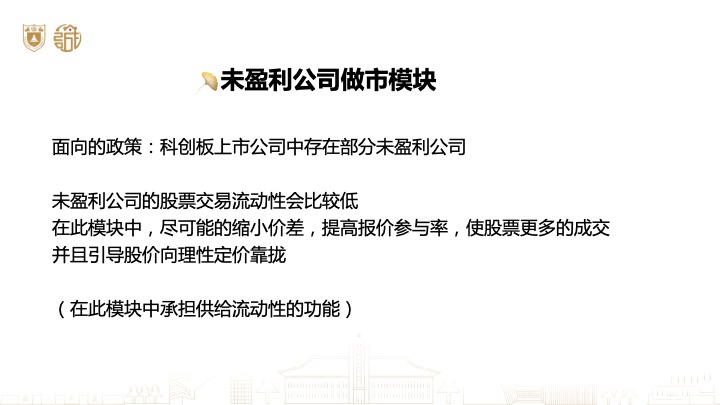 未盈利公司做市模块
面向的政策：科创板上市公司中存在部分未盈利公司
未盈利公司的股票交易流动性会比较低
在此模块中，尽可能的缩小价差，提高报价参与率，使股票更多的成交
并且引导股价向理性定价靠拢
（在此模块中承担供给流动性的功能）